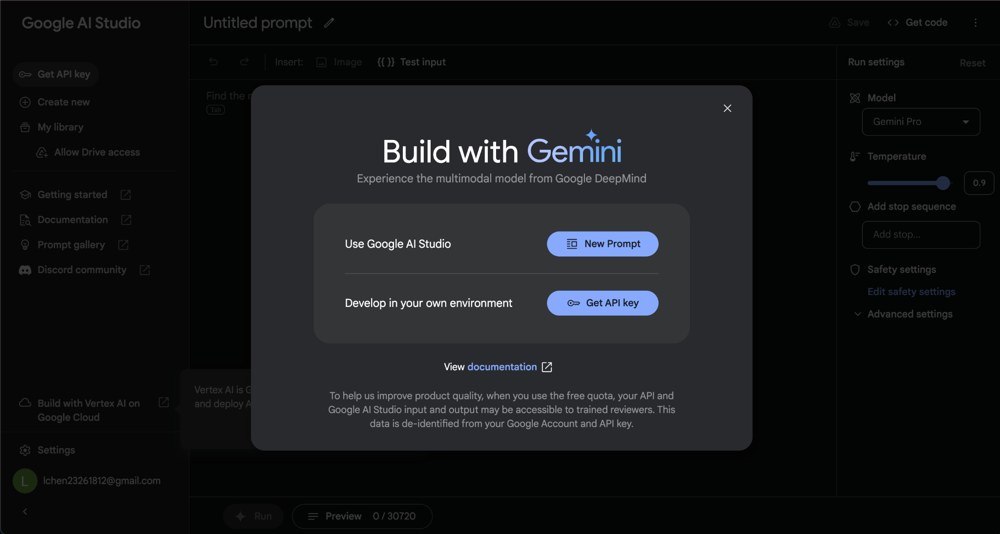 Google AI Studio
Get API key
Create new
My library
Allow Drive access
Getting started
Documentation
Prompt gallery
Discord community
Build with Vertex AI on
Google Cloud
Settings
L
lchen23261812@gmail.com
Untitled prompt
Save
Get code
Insert:
Image
{{ }} Test input
Find the
Tab
Vertex AI is
and deploy
Build with Gemini
Experience the multimodal model from Google DeepMind
Use Google AI Studio
New Prompt
Develop in your own environment
Get API key
View documentation
To help us improve product quality, when you use the free quota, your API and
Google AI Studio input and output may be accessible to trained reviewers. This
data is de-identified from your Google Account and API key.
Run
Preview 0 / 30720
Run settings
Reset
Model
Gemini Pro
Temperature
0.9
Add stop sequence
Add stop...
Safety settings
Edit safety settings
Advanced settings